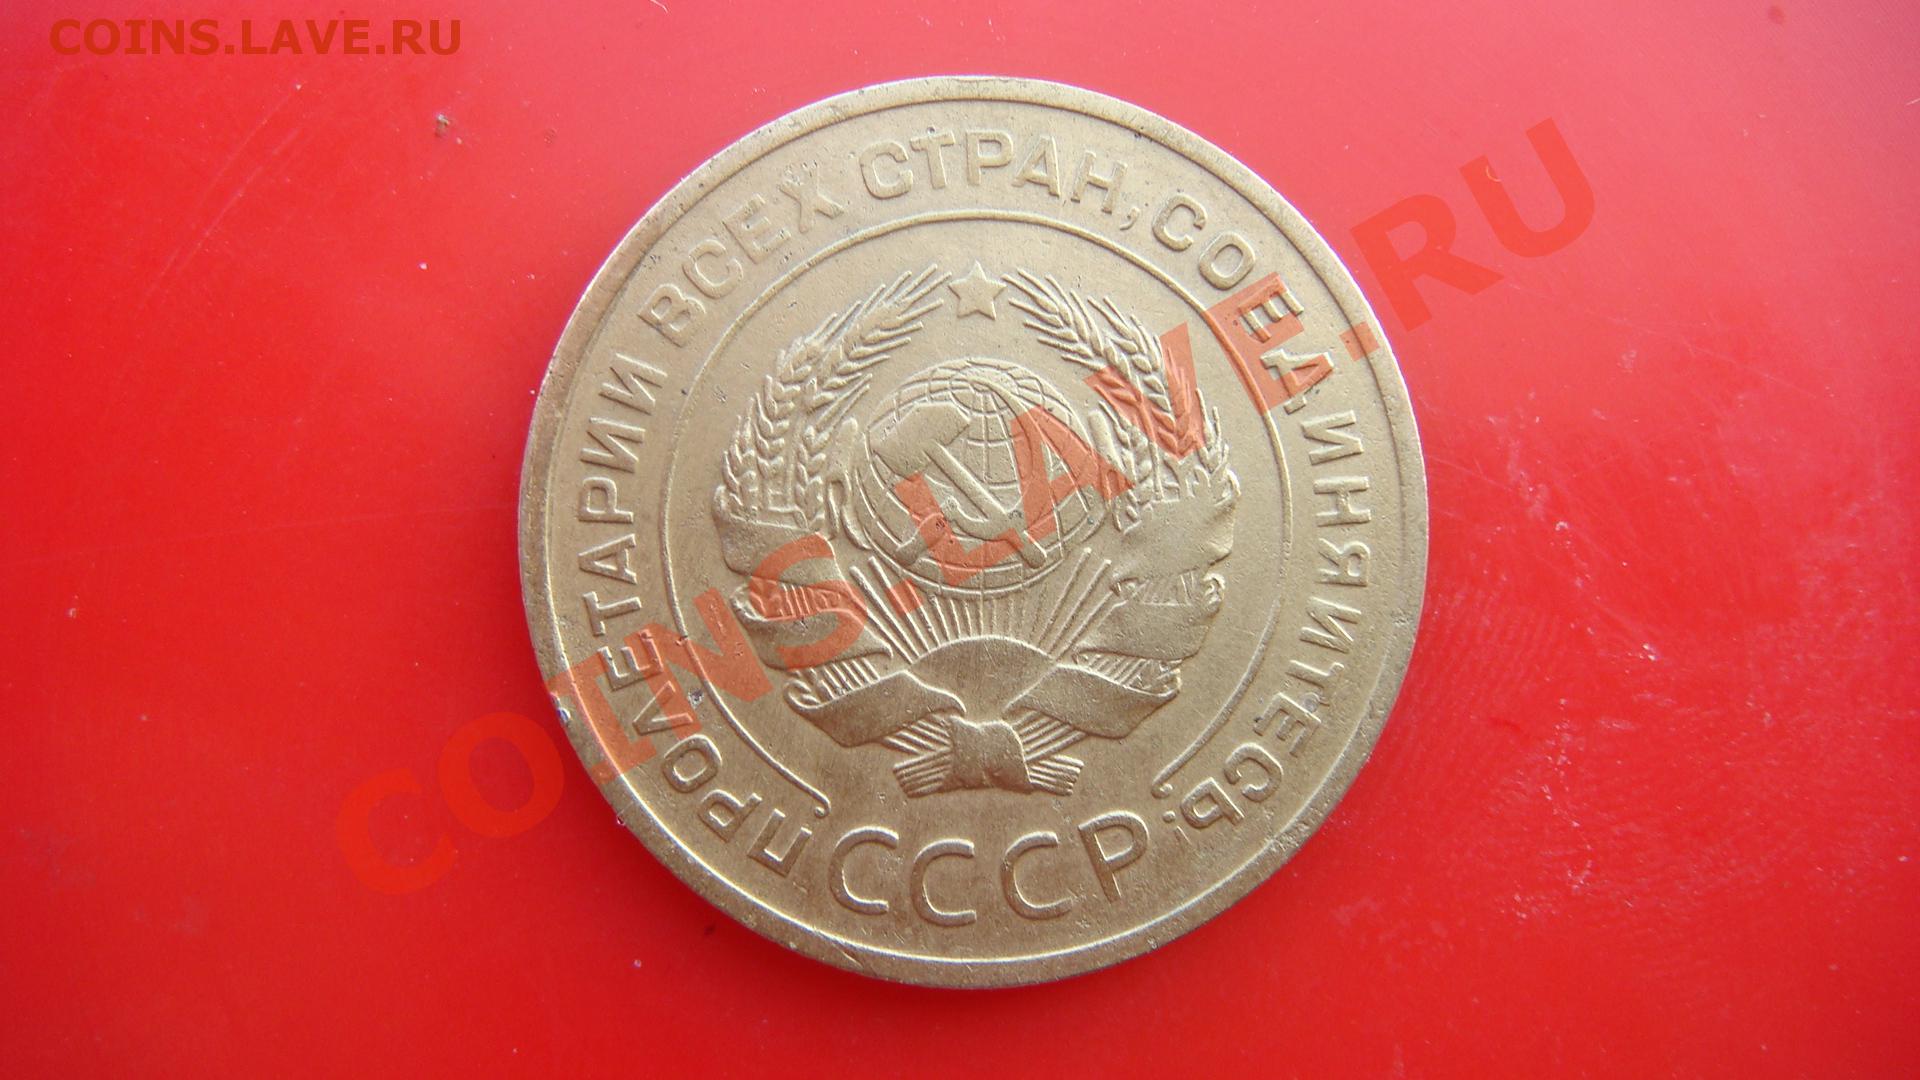 COINS.LAVE.RU
ПРОЛЕТАРИИ ВСЕХ СТРАН, СОЕДИНЯЙТЕСЬ!
СССР
COINS.LAVE.RU